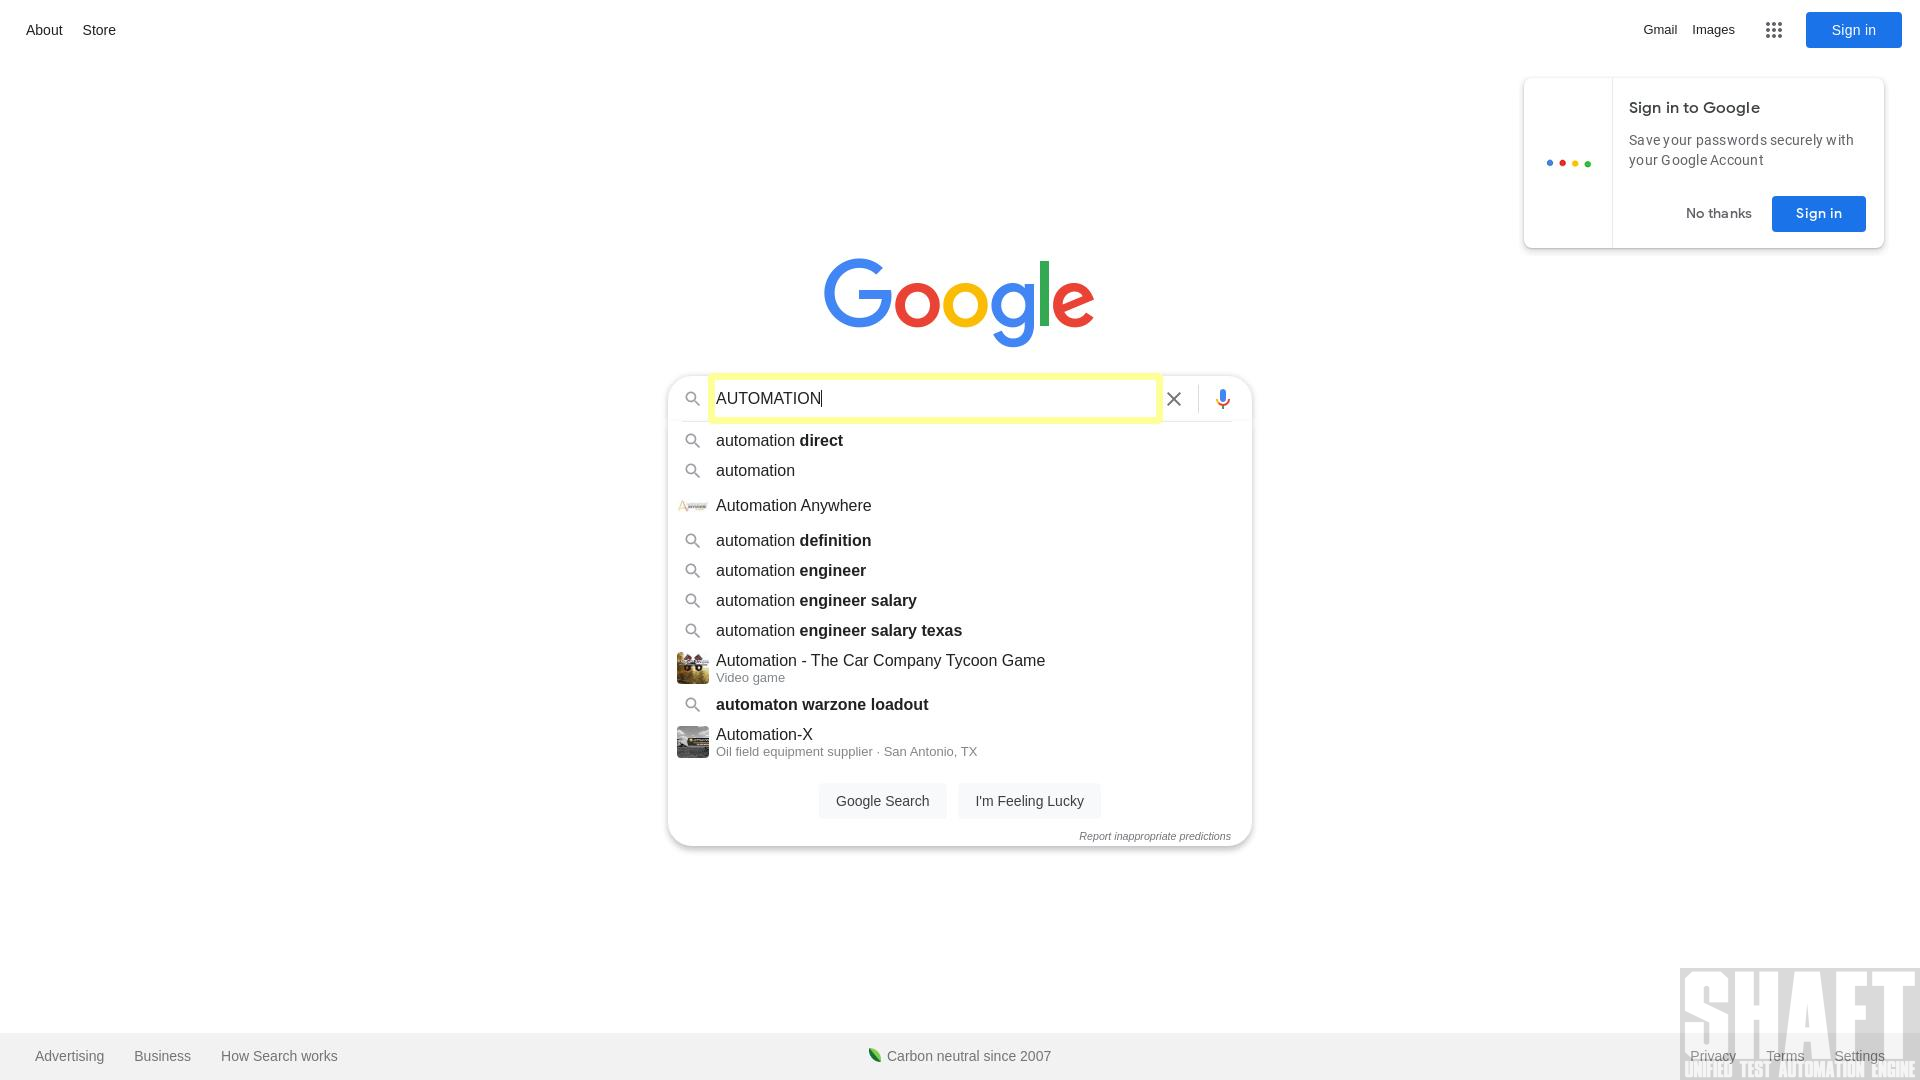 About Store
Gmail Images Sign in
Sign in to Google
Save your passwords securely with
your Google Account
No thanks Sign in
Google
AUTOMATION
automation direct
automation
Automation Anywhere
automation definition
automation engineer
automation engineer salary
automation engineer salary texas
Automation - The Car Company Tycoon Game
Video game
automaton warzone loadout
Automation-X
Oil field equipment supplier · San Antonio, TX
Google Search I'm Feeling Lucky
Report inappropriate predictions
SHAFT
Advertising Business How Search works Carbon neutral since 2007 Privacy Terms Settings
UNIFIED TEST AUTOMATION ENGINE